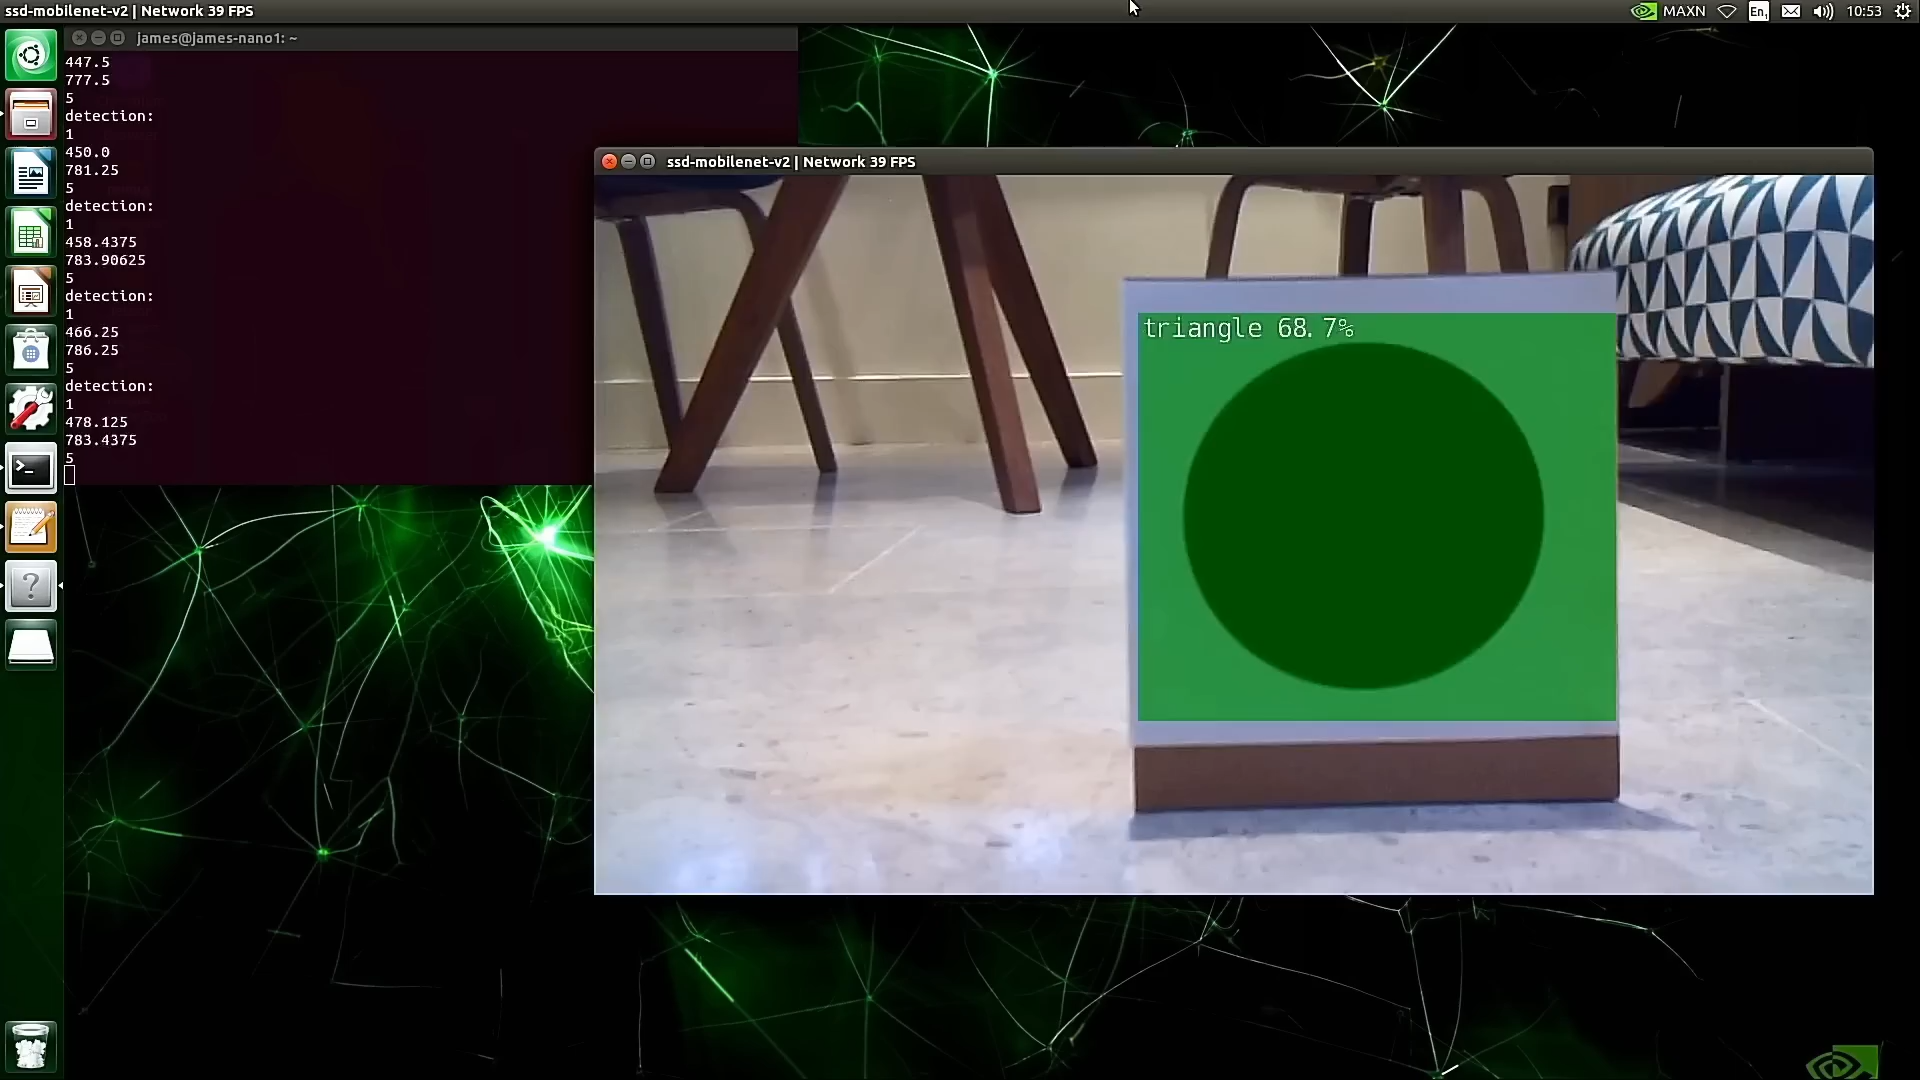 ssd-mobilenet-v2 | Network 39 FPS
MAXN
En1
10:53
james@james-nano1: ~
447.5
777.5
5
detection:
1
450.0
781.25
5
detection:
1
458.4375
783.90625
5
detection:
1
466.25
786.25
5
detection:
1
478.125
783.4375
5
ssd-mobilenet-v2 | Network 39 FPS
triangle 68.7%